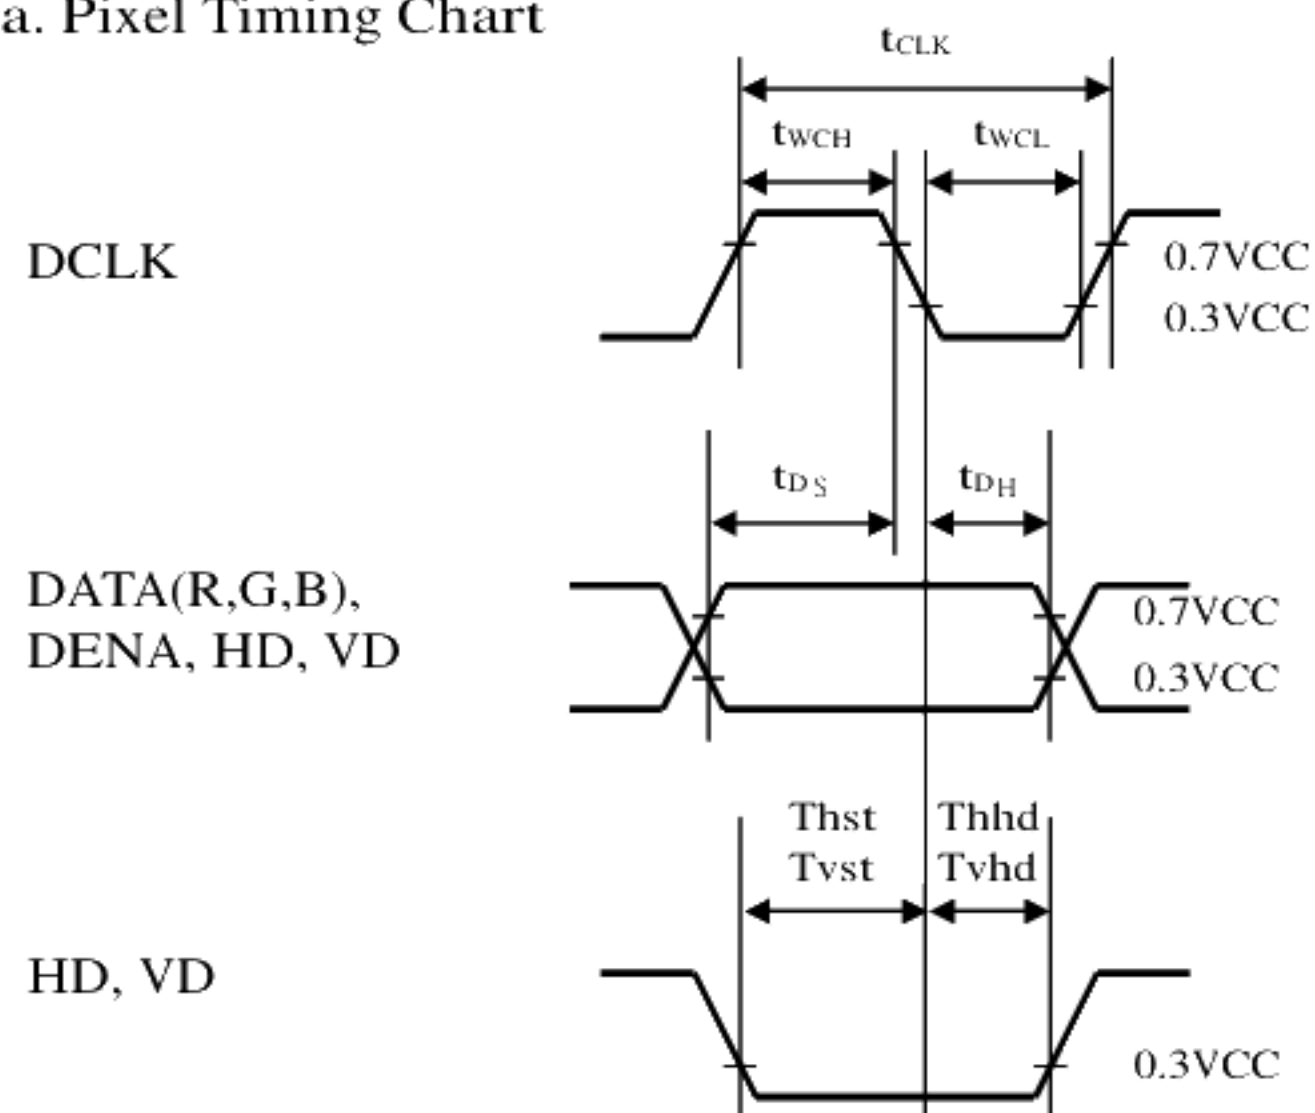 a. Pixel Timing Chart
tCLK
tWCH tWCL
DCLK
0.7VCC
0.3VCC
tDS tDH
DATA(R,G,B),
DENA, HD, VD
0.7VCC
0.3VCC
Thst Thhd
Tvst Tvhd
HD, VD
0.3VCC